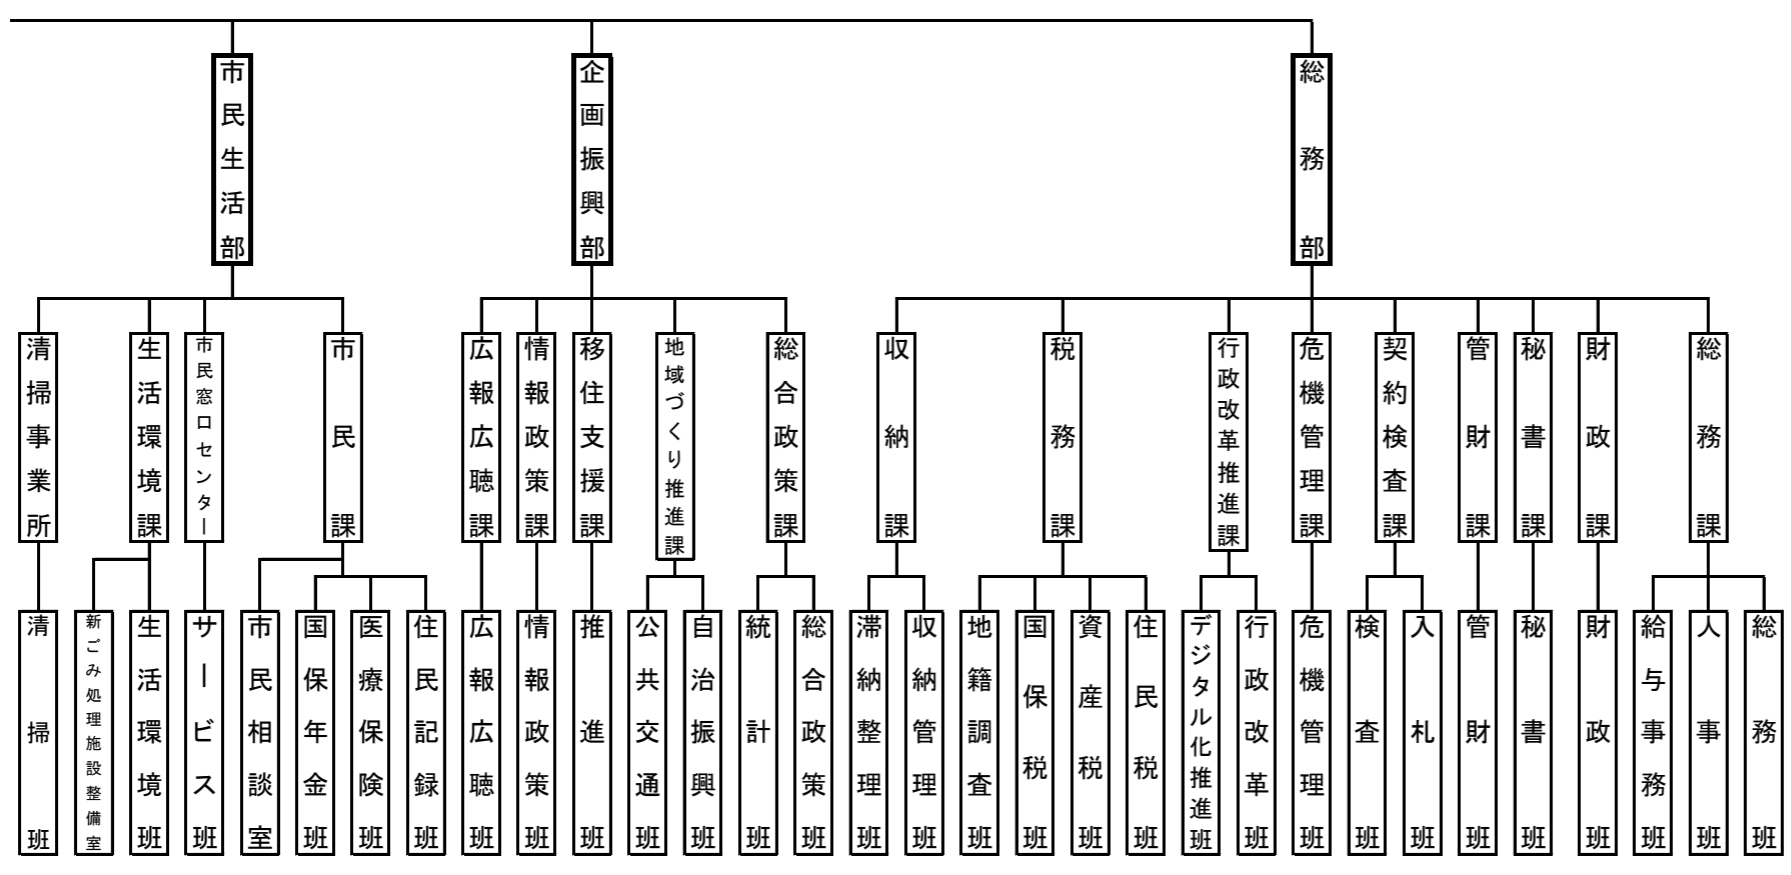 総務部
企画振興部
市民生活部
総務課
財政課
秘書課
管財課
契約検査課
危機管理課
行政改革推進課
税務課
収納課
総合政策課
地域づくり推進課
移住支援課
情報政策課
広報広聴課
市民課
市民窓口センター
生活環境課
清掃事業所
総務班
人事班
給与事務班
財政班
秘書班
管財班
入札班
検査班
危機管理班
行政改革班
デジタル化推進班
住民税班
資産税班
国保税班
地籍調査班
収納管理班
滞納整理班
総合政策班
統計班
自治振興班
公共交通班
推進班
情報政策班
広報広聴班
住民記録班
医療保険班
国保年金班
市民相談室
サービス班
生活環境班
新ごみ処理施設整備室
清掃班